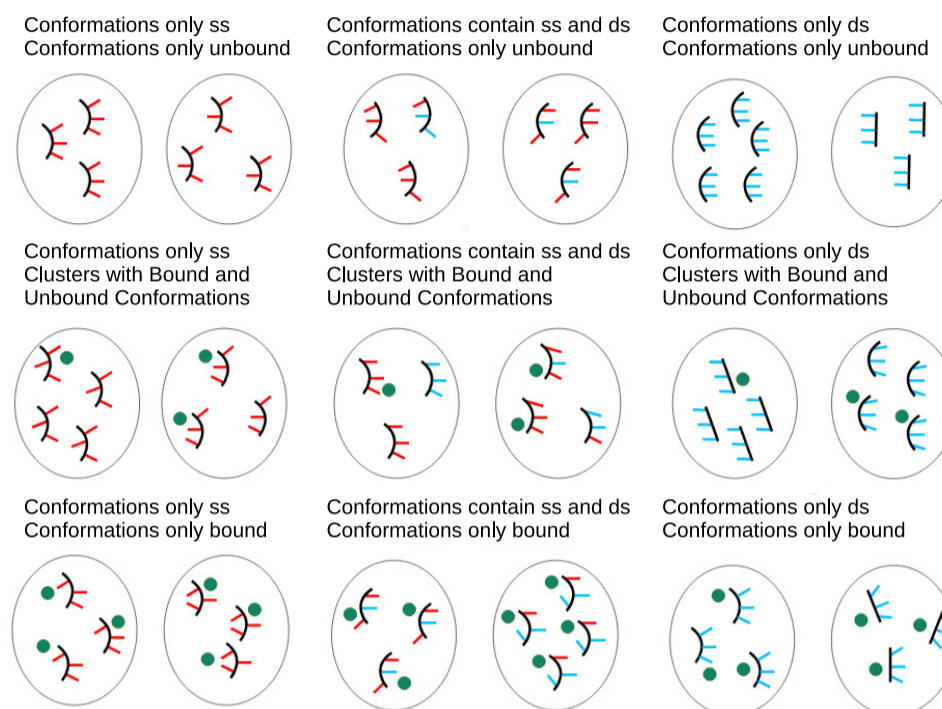 Conformations only ss
Conformations only unbound
Conformations contain ss and ds
Conformations only unbound
Conformations only ds
Conformations only unbound
Conformations only ss
Clusters with Bound and
Unbound Conformations
Conformations contain ss and ds
Clusters with Bound and
Unbound Conformations
Conformations only ds
Clusters with Bound and
Unbound Conformations
Conformations only ss
Conformations only bound
Conformations contain ss and ds
Conformations only bound
Conformations only ds
Conformations only bound